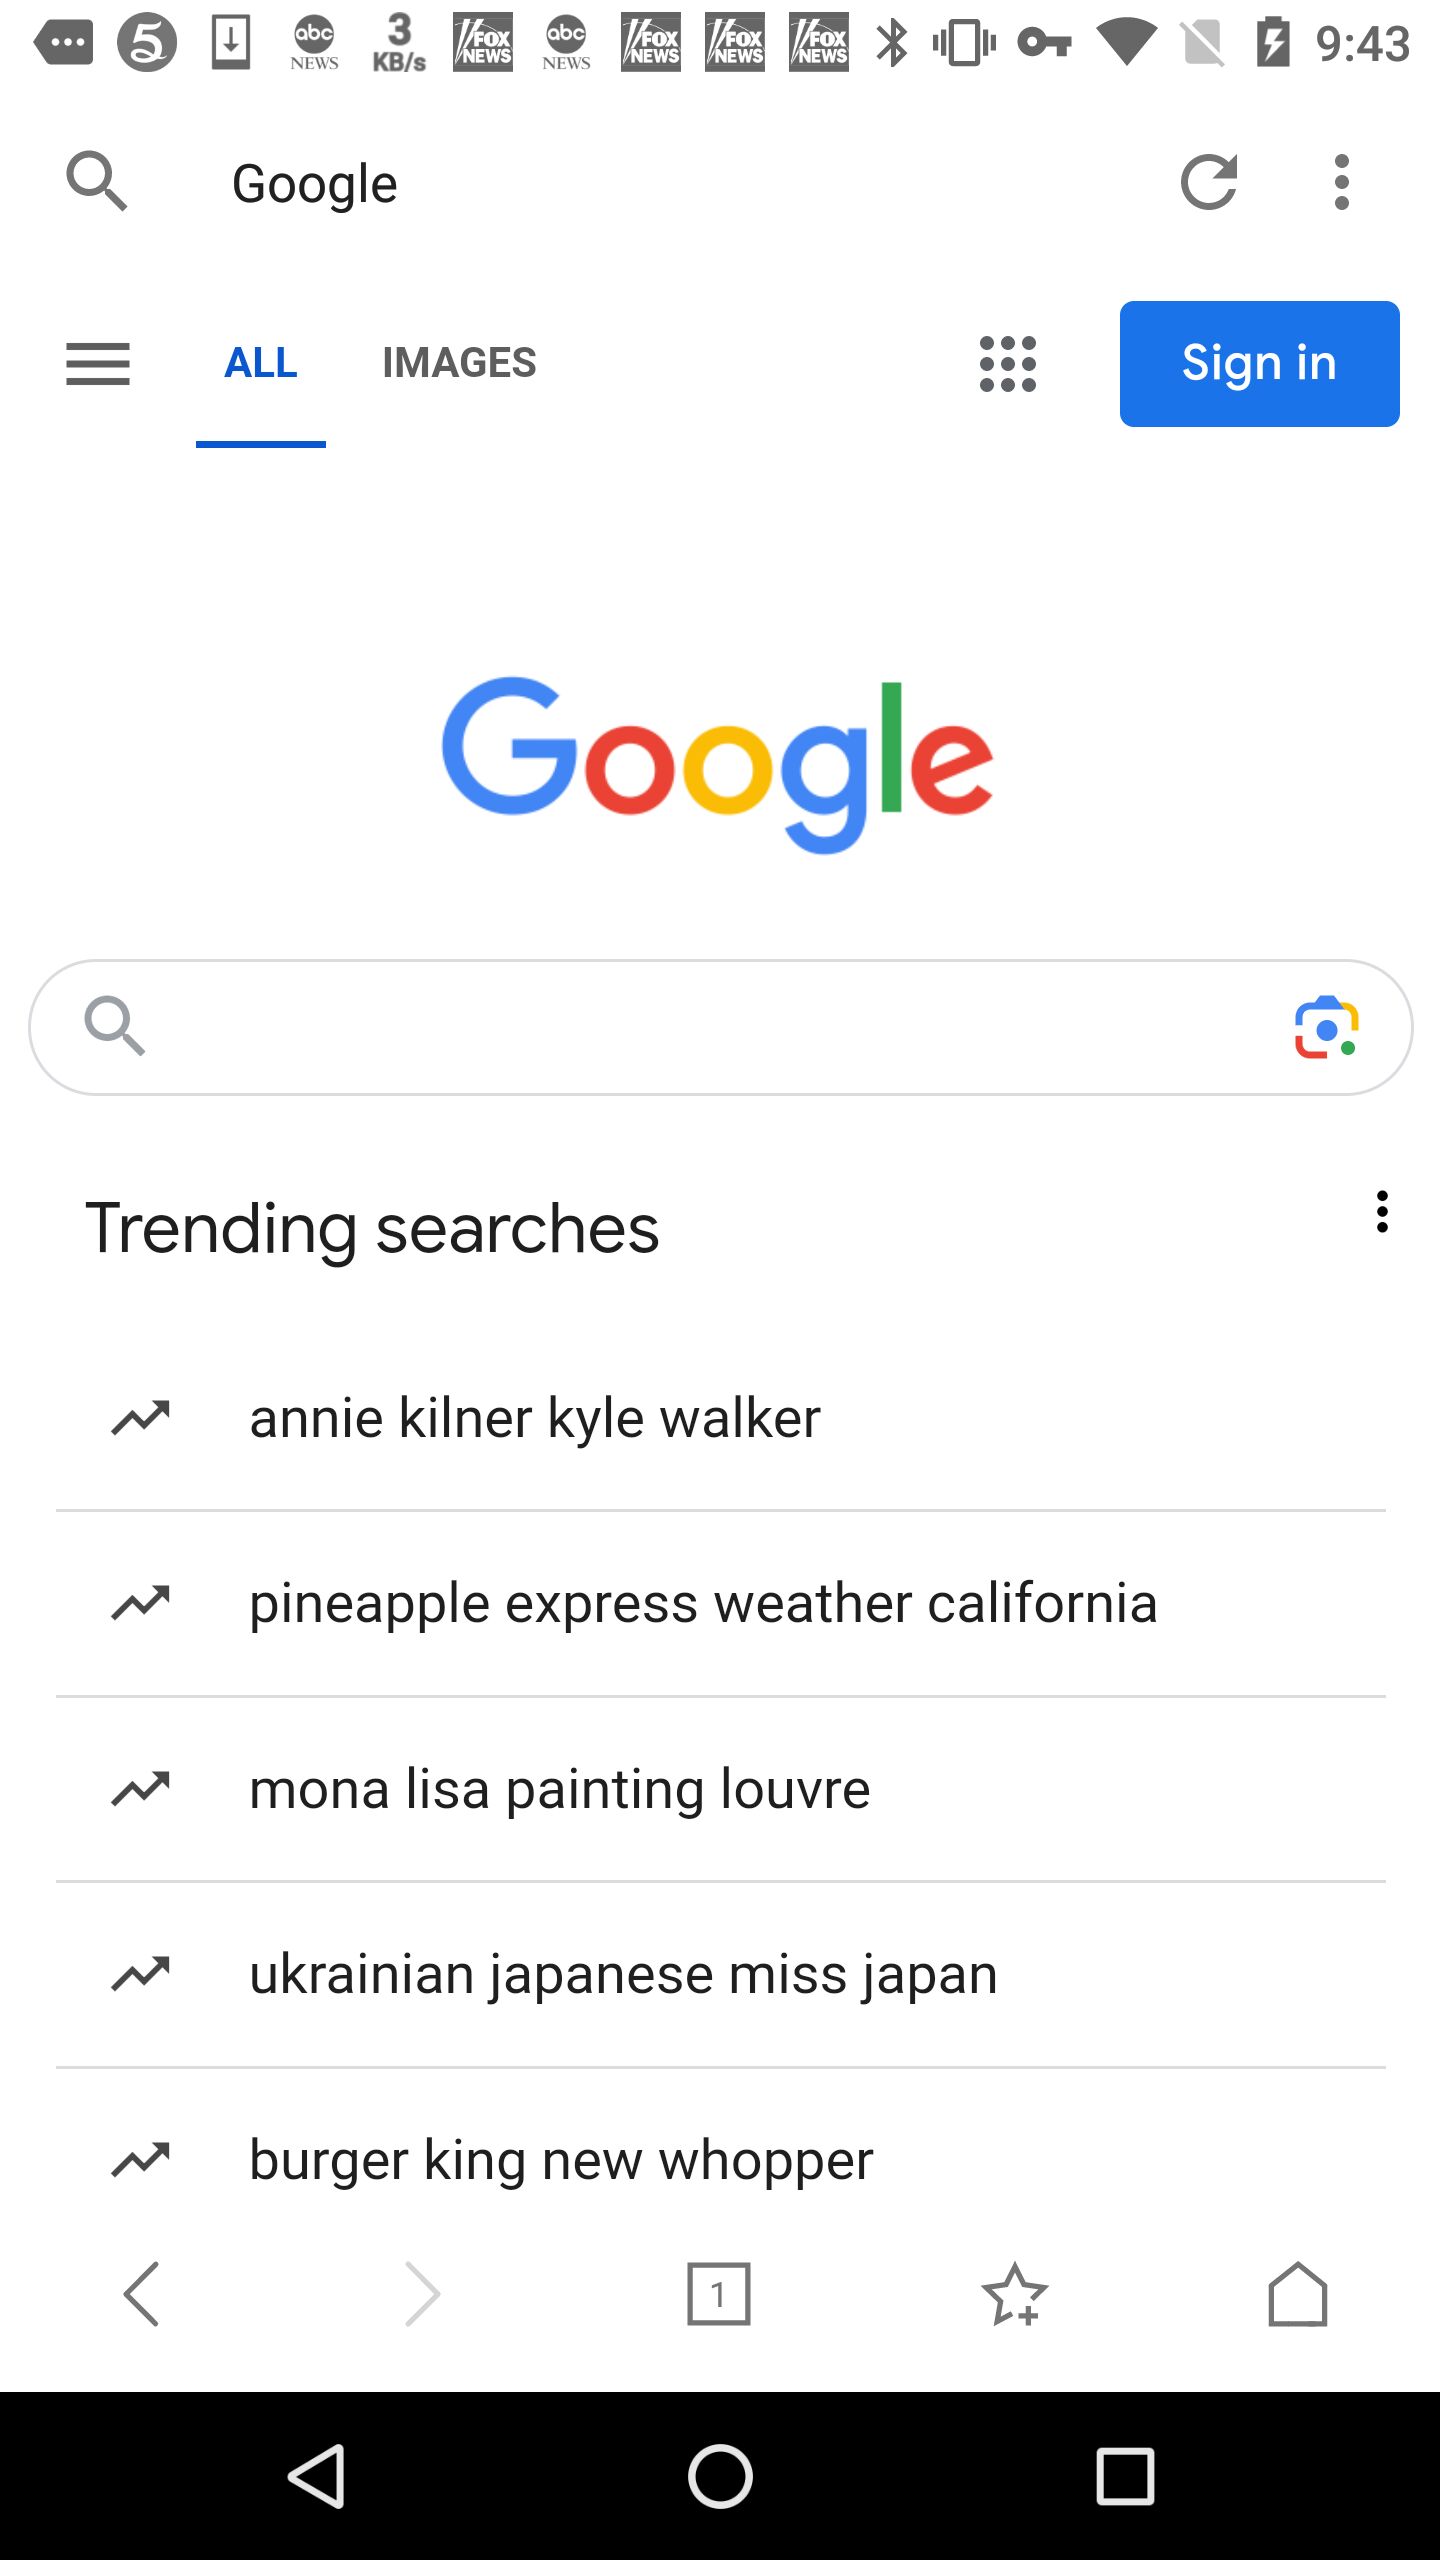 5 abc NEWS 3 KB/s FOX NEWS abc NEWS FOX NEWS FOX NEWS FOX NEWS 9:43
Google
ALL IMAGES Sign in
Google
Trending searches
annie kilner kyle walker
pineapple express weather california
mona lisa painting louvre
ukrainian japanese miss japan
burger king new whopper
1